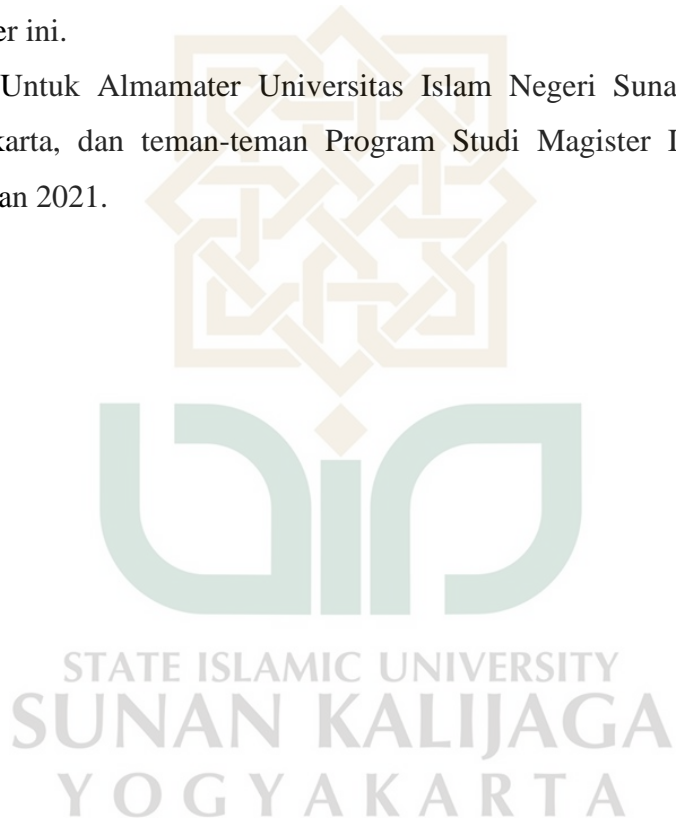 er ini.
Untuk Almamater Universitas Islam Negeri Suna
karta, dan teman-teman Program Studi Magister I
an 2021.
STATE ISLAMIC UNIVERSITY
SUNAN KALIJAGA
YOGYAKARTA